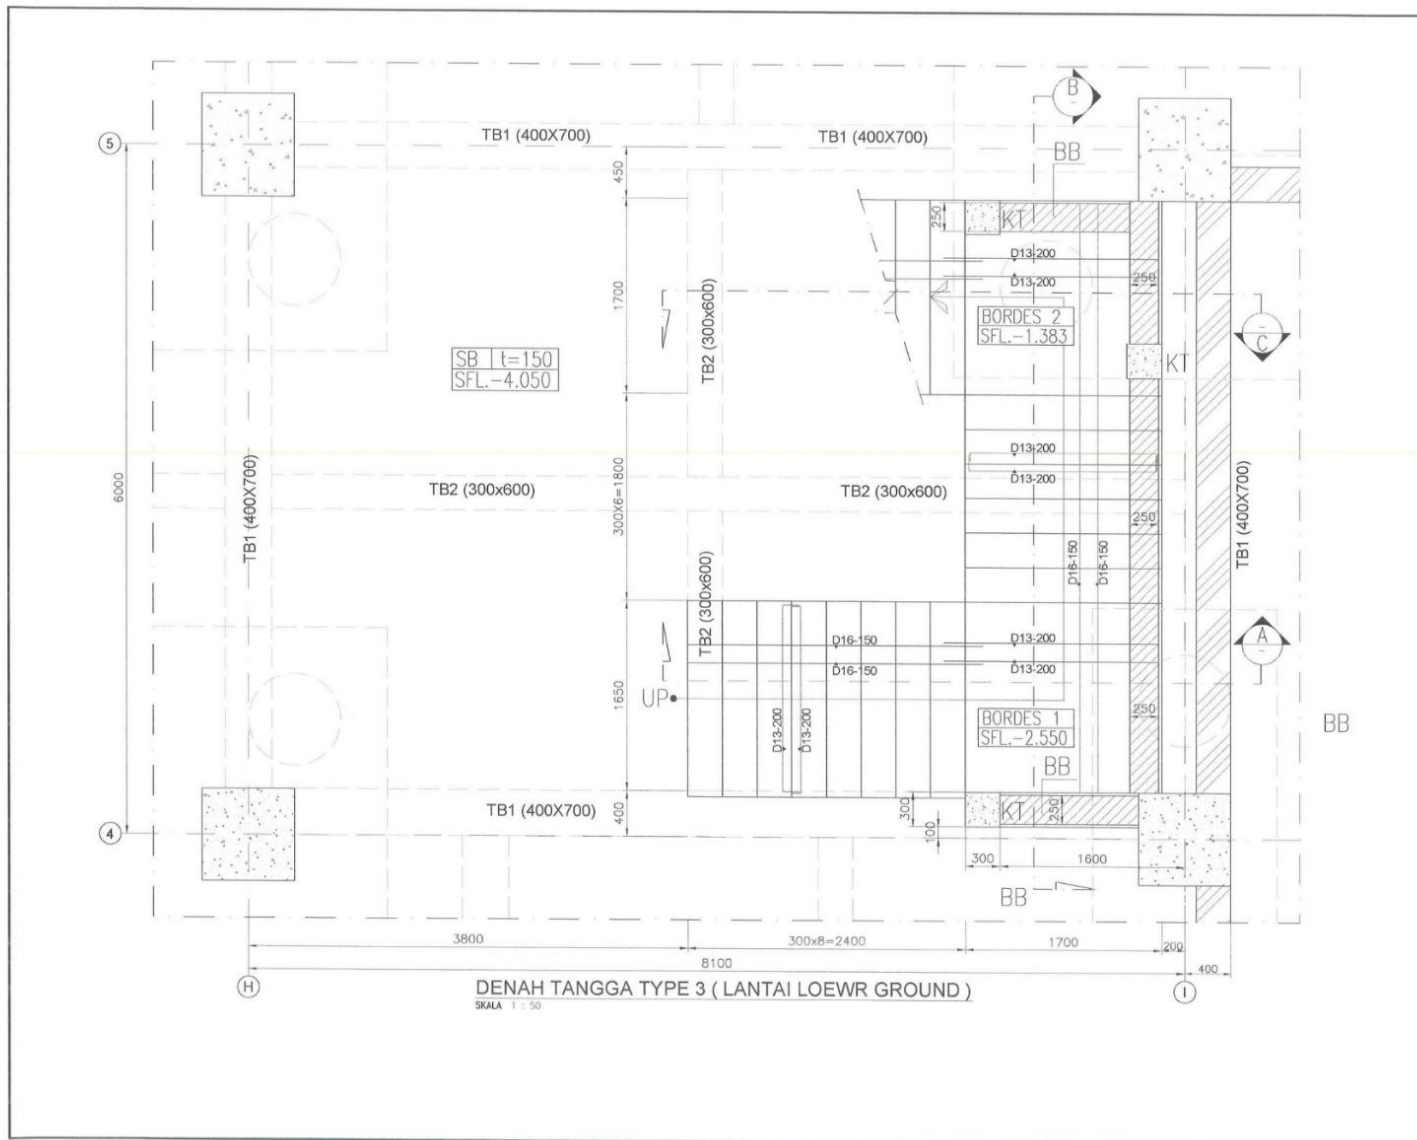 B
-
5
TB1 (400X700)
TB1 (400X700)
BB
450
250
KT
D13-200
D13-200
250
1700
TB2 (300x600)
BORDES 2
SFL.-1.383
-
C
KT
SB t=150
SFL.-4.050
6000
TB1 (400X700)
TB2 (300x600)
300X6=1800
TB2 (300x600)
D13-200
D13-200
250
TB1 (400X700)
D16-150
D16-150
TB2 (300x600)
D16-150
D16-150
D13-200
D13-200
A
-
1650
UP
D13-200
D13-200
250
BORDES 1
SFL.-2.550
BB
BB
TB1 (400X700)
400
300
100
KT
250
4
300
1600
BB
3800
300x8=2400
1700
200
8100
400
H
I
DENAH TANGGA TYPE 3 ( LANTAI LOEWR GROUND )
SKALA 1 : 50